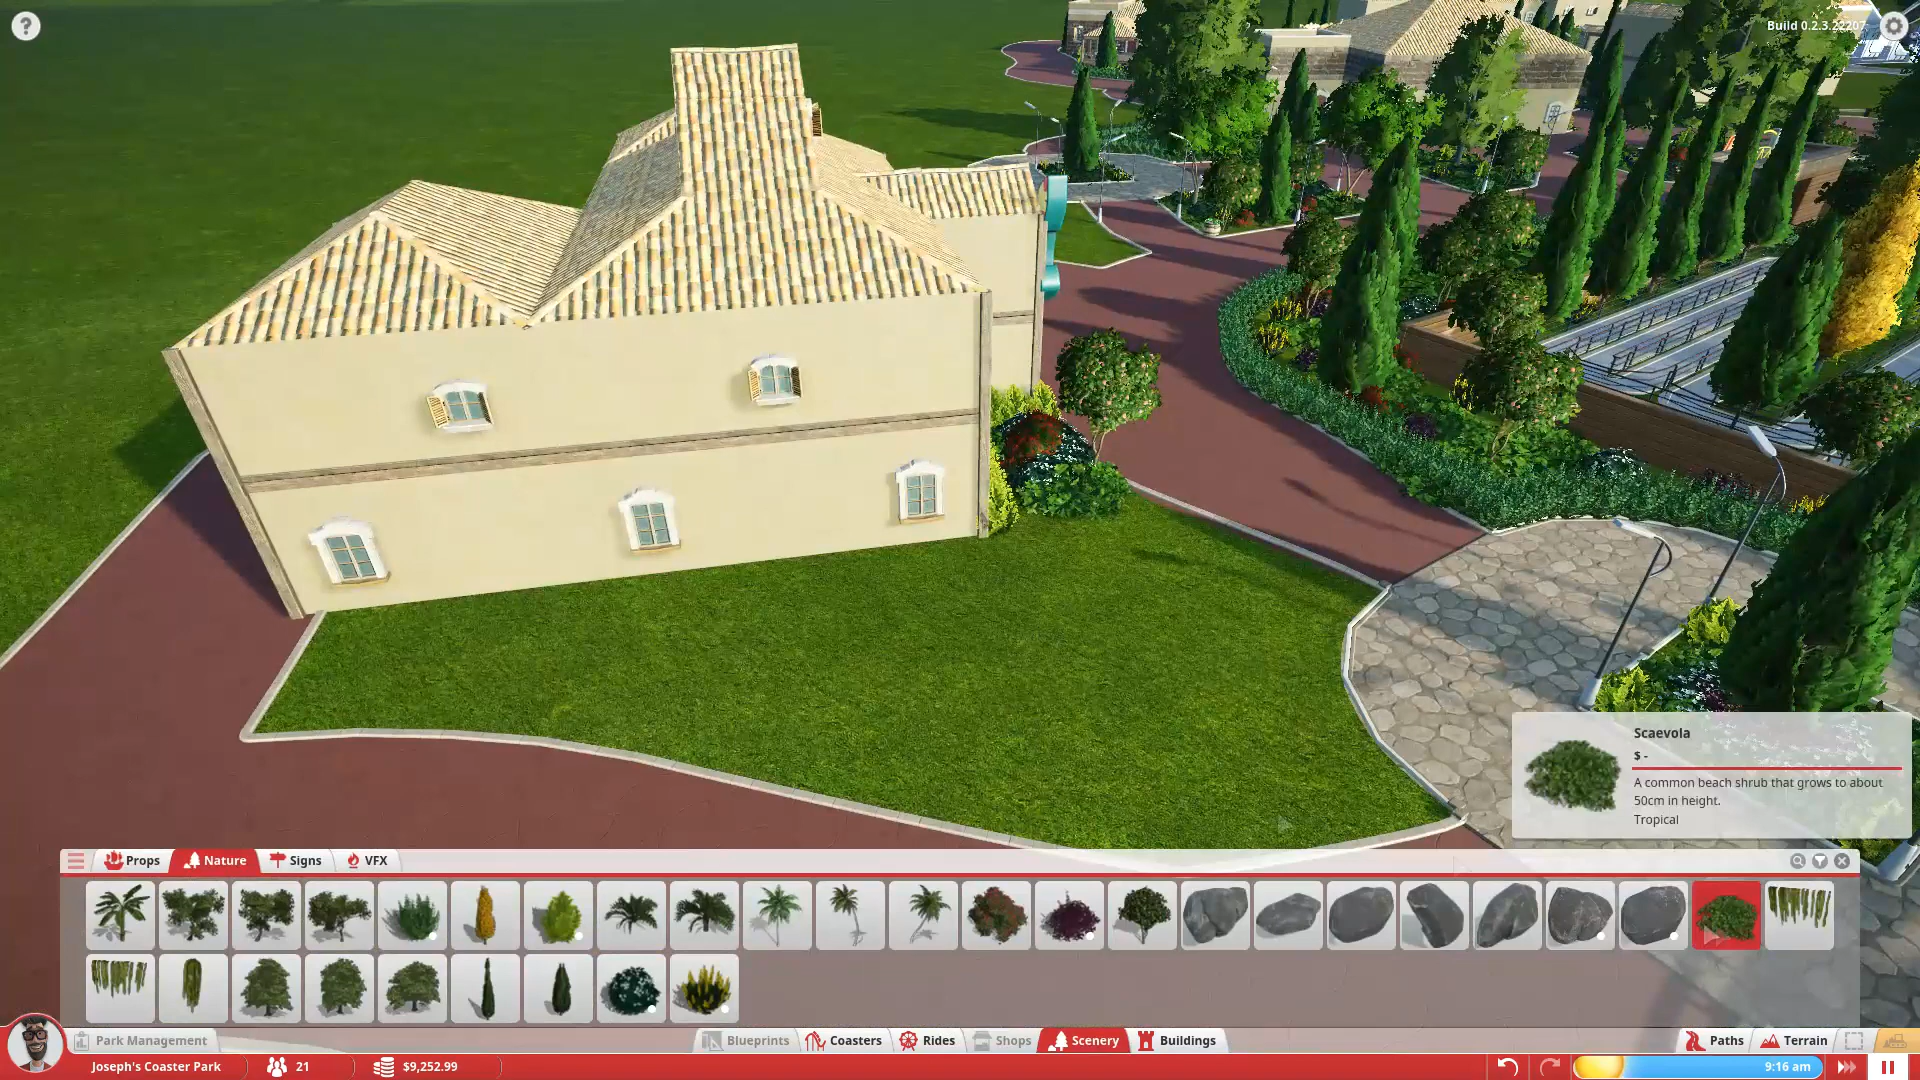 ?
Build 0.2.3.22207
Scaevola
$ -
A common beach shrub that grows to about
50cm in height.
Tropical
Props
Nature
Signs
VFX
Park Management
Blueprints
Coasters
Rides
Shops
Scenery
Buildings
Paths
Terrain
Joseph's Coaster Park
21
$9,252.99
9:16 am